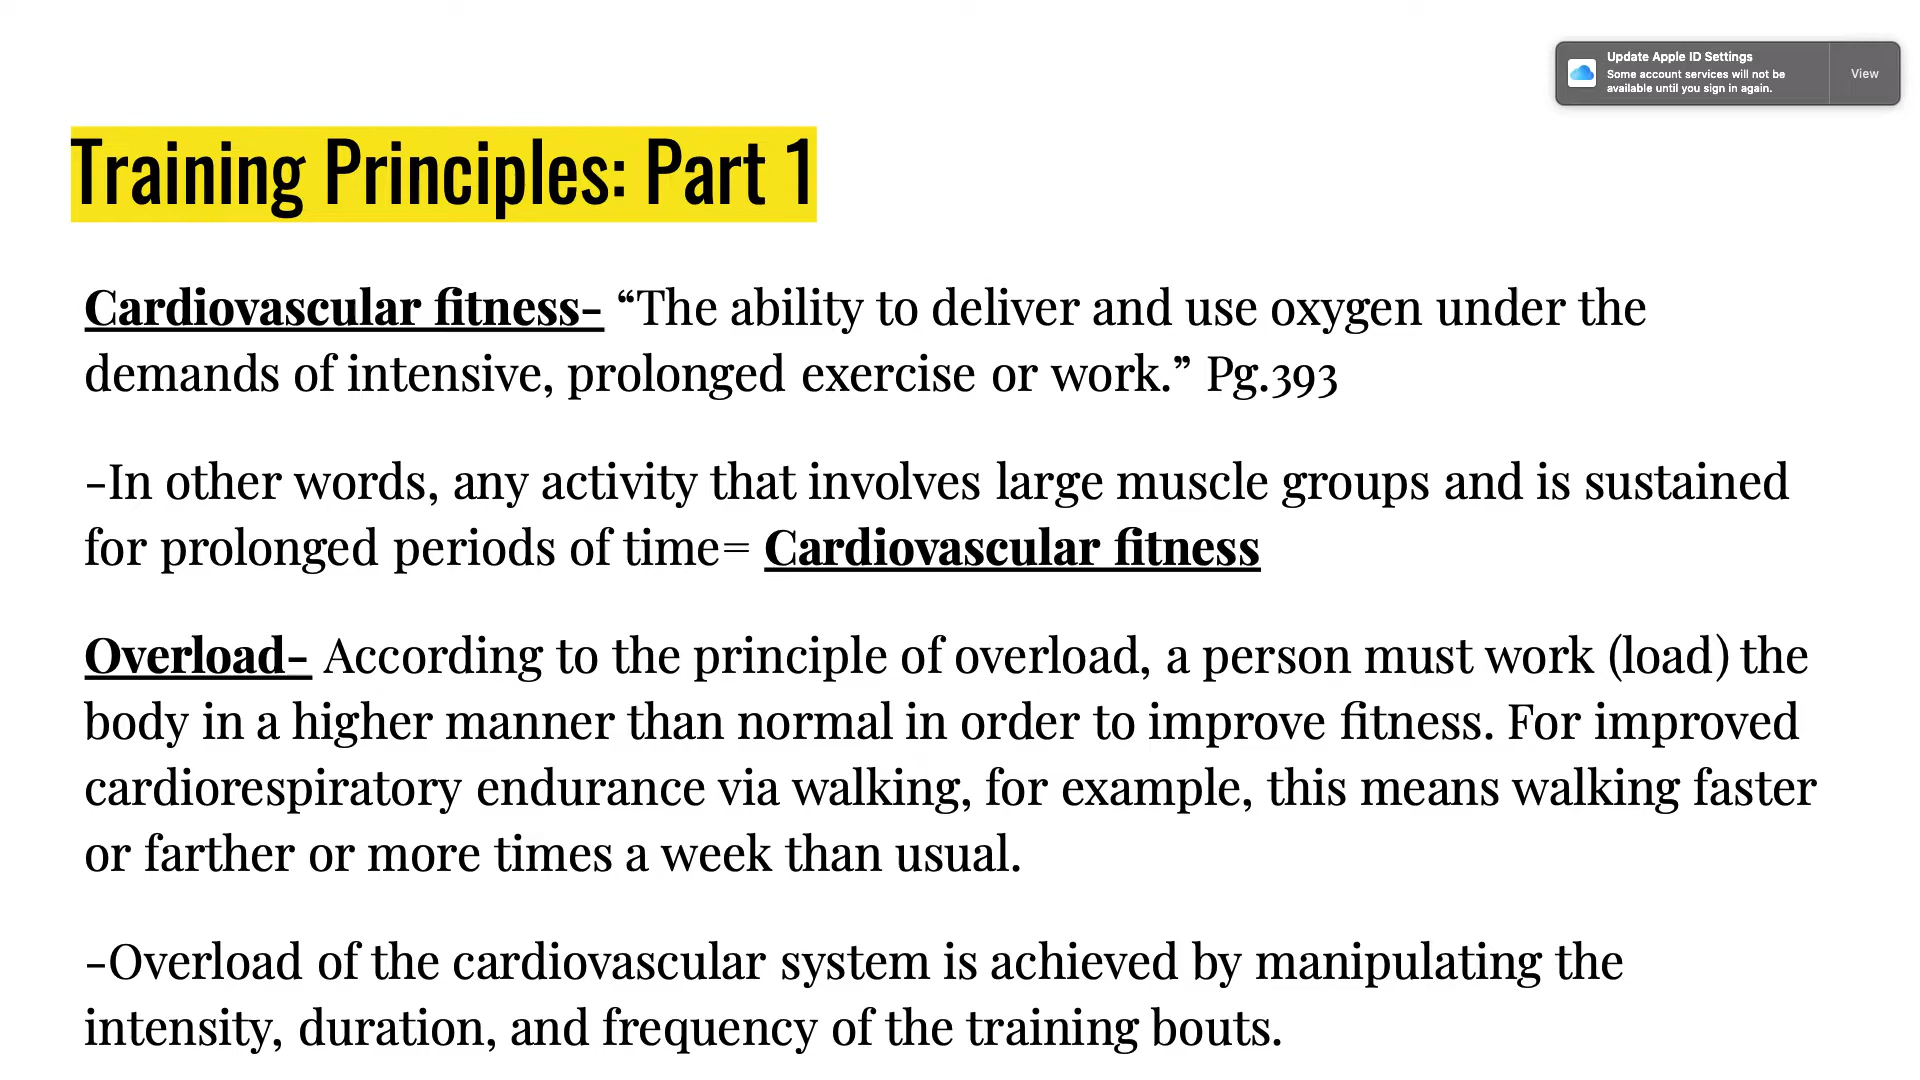 Update Apple ID Settings
Some account services will not be
available until you sign in again.
View
Training Principles: Part 1
Cardiovascular fitness- “The ability to deliver and use oxygen under the
demands of intensive, prolonged exercise or work.” Pg.393
-In other words, any activity that involves large muscle groups and is sustained
for prolonged periods of time= Cardiovascular fitness
Overload- According to the principle of overload, a person must work (load) the
body in a higher manner than normal in order to improve fitness. For improved
cardiorespiratory endurance via walking, for example, this means walking faster
or farther or more times a week than usual.
-Overload of the cardiovascular system is achieved by manipulating the
intensity, duration, and frequency of the training bouts.